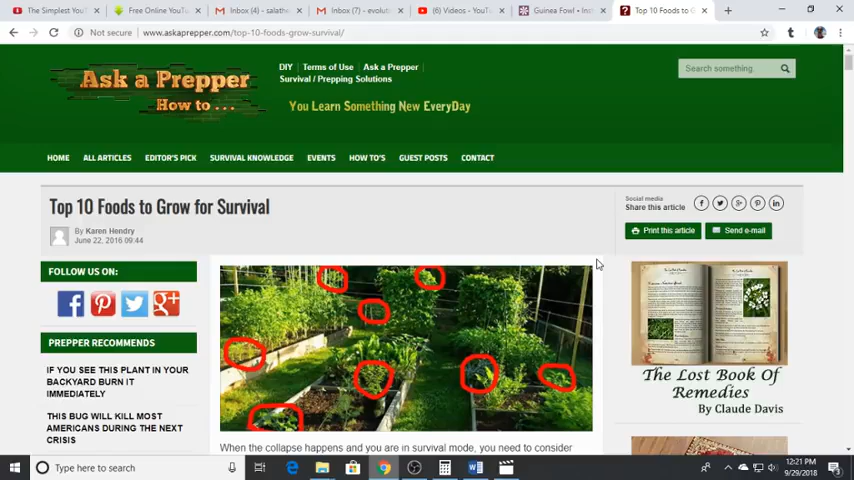 The Simplest YouTu
Free Online YouTu
Inbox (4) - salathe
Inbox (7) - evolutio
(6) Videos - YouTu
Guinea Fowl • Ins
Top 10 Foods to G
Not secure
www.askaprepper.com/top-10-foods-grow-survival/
Ask a Prepper
How to ...
DIY
Terms of Use
Ask a Prepper
Survival / Prepping Solutions
You Learn Something New EveryDay
Search something.
HOME
ALL ARTICLES
EDITOR'S PICK
SURVIVAL KNOWLEDGE
EVENTS
HOW TO'S
GUEST POSTS
CONTACT
Top 10 Foods to Grow for Survival
By Karen Hendry
June 22, 2016 09:44
Social media
Share this article
Print this article
Send e-mail
FOLLOW US ON:
PREPPER RECOMMENDS
IF YOU SEE THIS PLANT IN YOUR
BACKYARD BURN IT
IMMEDIATELY
THIS BUG WILL KILL MOST
AMERICANS DURING THE NEXT
CRISIS
When the collapse happens and you are in survival mode, you need to consider
The Lost Book Of
Remedies
By Claude Davis
Type here to search
12:21 PM
9/29/2018